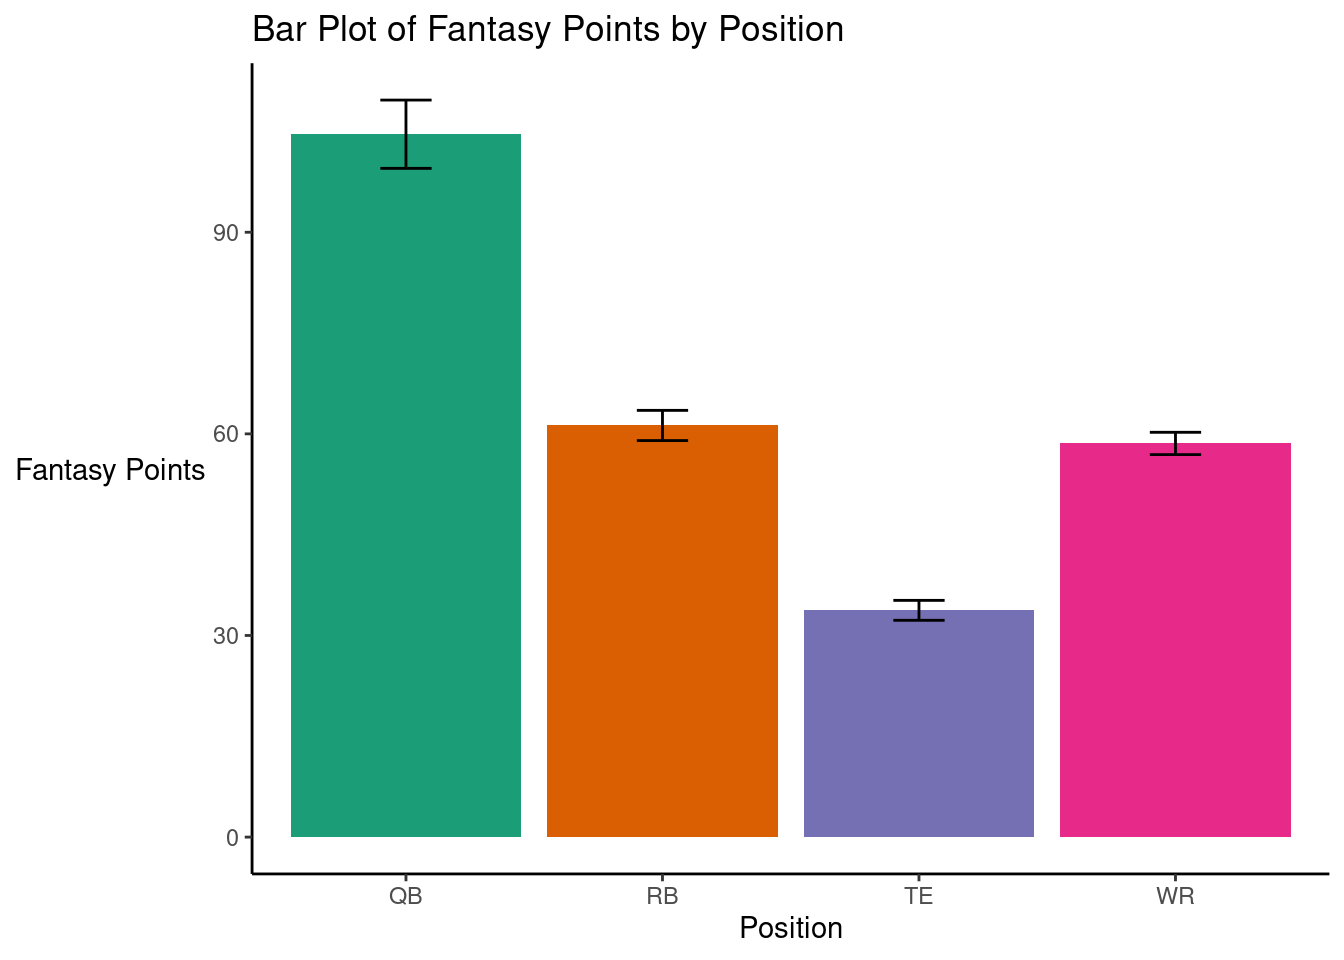 Bar Plot of Fantasy Points by Position
90
60
Fantasy Points
30
0
QB RB TE WR
Position